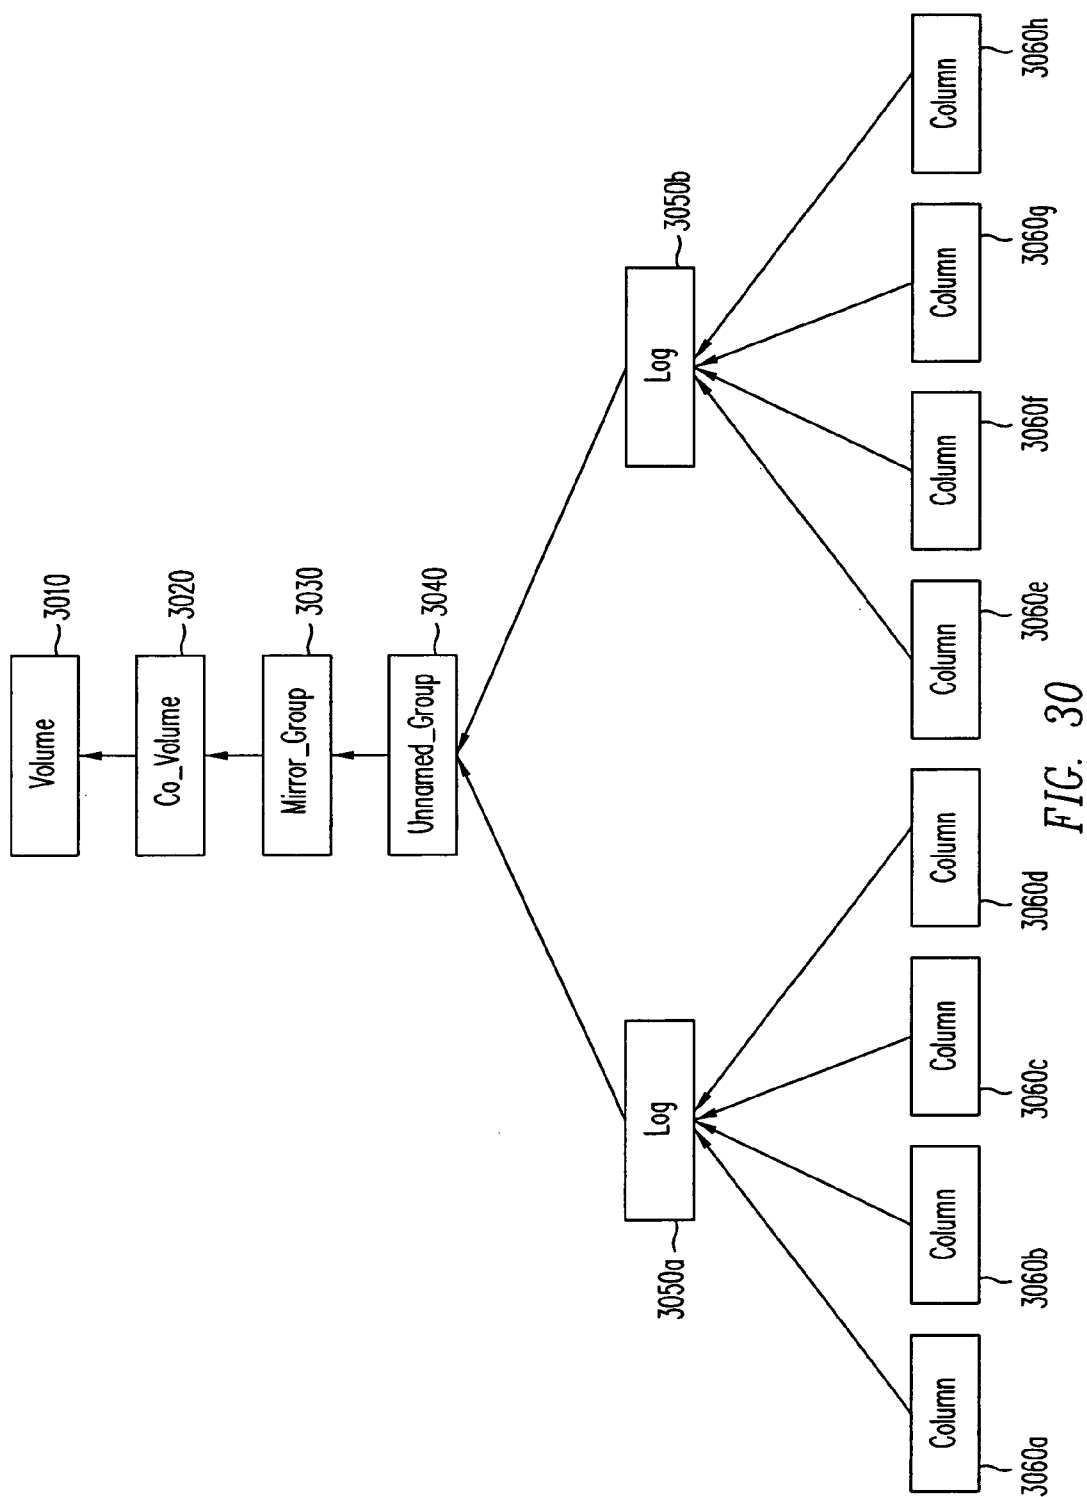 Volume
3010
Co_Volume
3020
Mirror_Group
3030
Unnamed_Group
3040
Log
3050a
Log
3050b
Column
Column
Column
Column
Column
Column
Column
Column
3060a
3060b
3060c
3060d
3060e
3060f
3060g
3060h
FIG. 30